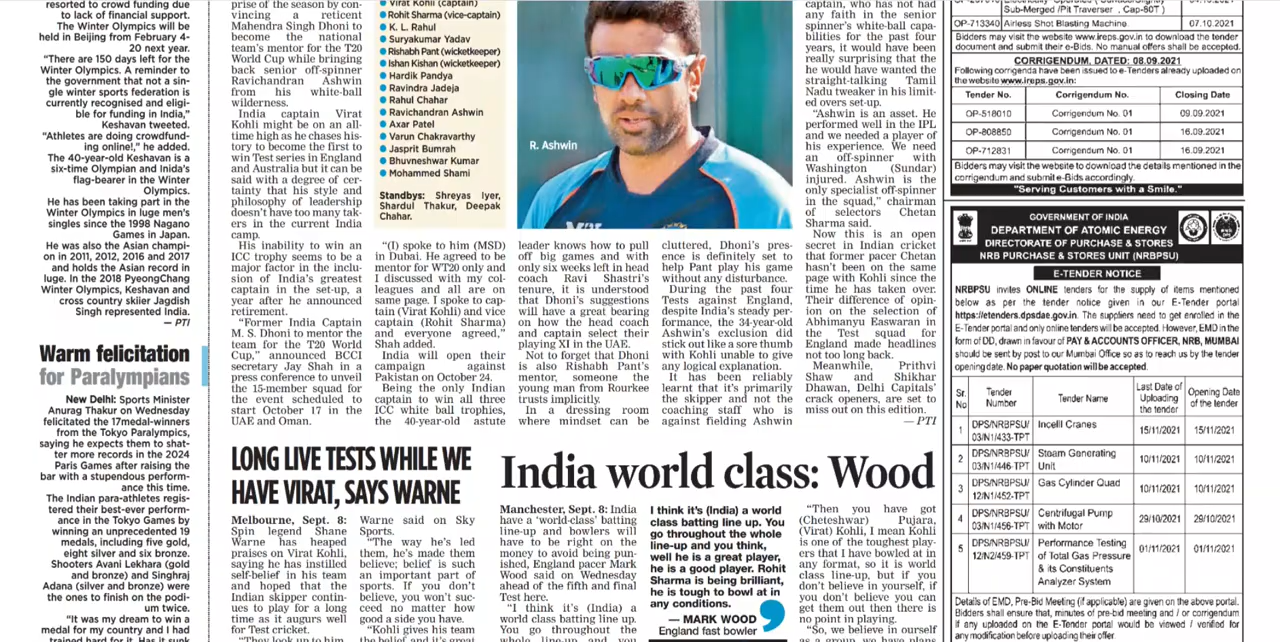 resorted to crowd funding due
to lack of financial support.
The Winter Olympics will be
held in Beijing from February 4-
20 next year.
"There are 150 days left for the
Winter Olympics. A reminder to
the government that not a sin-
gle winter sports federation is
currently recognised and eligi-
ble for funding in India,"
Keshavan tweeted.
"Athletes are doing crowdfund-
ing online!," he added.
The 40-year-old Keshavan is a
six-time Olympian and Inida's
flag-bearer in the Winter
Olympics.
He has been taking part in the
Winter Olympics in luge men's
singles since the 1998 Nagano
Games in Japan.
He was also the Asian champi-
on in 2011, 2012, 2016 and 2017
and holds the Asian record in
luge. In the 2018 PyeongChang
Winter Olympics, Keshavan and
cross country skiier Jagdish
Singh represented India.
— PTI
Warm felicitation
for Paralympians
New Delhi: Sports Minister
Anurag Thakur on Wednesday
felicitated the 17medal-winners
from the Tokyo Paralympics,
saying he expects them to shat-
ter more records in the 2024
Paris Games after raising the
bar with a stupendous perform-
ance this time.
The Indian para-athletes regis-
tered their best-ever perform-
ance in the Tokyo Games by
winning an unprecedented 19
medals, including five gold,
eight silver and six bronze.
Shooters Avani Lekhara (gold
and bronze) and Singhraj
Adana (silver and bronze) were
the ones to finish on the podi-
um twice.
"It was my dream to win a
medal for my country and I had
trained hard for it. Has it sunk
prise of the season by con-
vincing a reticent
Mahendra Singh Dhoni to
become the national
team's mentor for the T20
World Cup while bringing
back senior off-spinner
Ravichandran Ashwin
from his white-ball
wilderness.
India captain Virat
Kohli might be on an all-
time high as he chases his-
tory to become the first to
win Test series in England
and Australia but it can be
said with a degree of cer-
tainty that his style and
philosophy of leadership
doesn't have too many tak-
ers in the current India
camp.
His inability to win an
ICC trophy seems to be a
major factor in the inclu-
sion of India's greatest
captain in the set-up, a
year after he announced
retirement.
"Former India Captain
M. S. Dhoni to mentor the
team for the T20 World
Cup," announced BCCI
secretary Jay Shah in a
press conference to unveil
the 15-member squad for
the event scheduled to
start October 17 in the
UAE and Oman.
Virat Kohli (captain)
Rohit Sharma (vice-captain)
K. L. Rahul
Suryakumar Yadav
Rishabh Pant (wicketkeeper)
Ishan Kishan (wicketkeeper)
Hardik Pandya
Ravindra Jadeja
Rahul Chahar
Ravichandran Ashwin
Axar Patel
Varun Chakravarthy
Jasprit Bumrah
Bhuvneshwar Kumar
Mohammed Shami
Standbys: Shreyas Iyer,
Shardul Thakur, Deepak
Chahar.
R. Ashwin
"(I) spoke to him (MSD)
in Dubai. He agreed to be
mentor for WT20 only and
I discussed with my col-
leagues and all are on
same page. I spoke to cap-
tain (Virat Kohli) and vice
captain (Rohit Sharma)
and everyone agreed,"
Shah added.
India will open their
campaign against
Pakistan on October 24.
Being the only Indian
captain to win all three
ICC white ball trophies,
the 40-year-old astute
leader knows how to pull
off big games and with
only six weeks left in head
coach Ravi Shastri's
tenure, it is understood
that Dhoni's suggestions
will have a great bearing
on how the head coach
and captain select their
playing XI in the UAE.
Not to forget that Dhoni
is also Rishabh Pant's
mentor, someone the
young man from Rourkee
trusts implicitly.
In a dressing room
where mindset can be
cluttered, Dhoni's pres-
ence is definitely set to
help Pant play his game
without any disturbance.
During the past four
Tests against England,
despite India's steady per-
formance, the 34-year-old
Ashwin's exclusion did
stick out like a sore thumb
with Kohli unable to give
any logical explanation.
It has been reliably
learnt that it's primarily
the skipper and not the
coaching staff who is
against fielding Ashwin
captain, who has not had
any faith in the senior
spinner's white-ball capa-
bilities for the past four
years, it would have been
really surprising that the
he would have wanted the
straight-talking Tamil
Nadu tweaker in his limit-
ed overs set-up.
"Ashwin is an asset. He
performed well in the IPL
and we needed a player of
his experience. We need
an off-spinner with
Washington (Sundar)
injured. Ashwin is the
only specialist off-spinner
in the squad," chairman
of selectors Chetan
Sharma said.
Now this is an open
secret in Indian cricket
that former pacer Chetan
hasn't been on the same
page with Kohli since the
time he has taken over.
Their difference of opin-
ion on the selection of
Abhimanyu Easwaran in
the Test squad for
England made headlines
not too long back.
Meanwhile, Prithvi
Shaw and Shikhar
Dhawan, Delhi Capitals'
crack openers, are set to
miss out on this edition.
— PTI
LONG LIVE TESTS WHILE WE
HAVE VIRAT, SAYS WARNE
Melbourne, Sept. 8:
Spin legend Shane
Warne has heaped
praises on Virat Kohli,
saying he has instilled
self-belief in his team
and hoped that the
Indian skipper contin-
ues to play for a long
time as it augurs well
for Test cricket.
"They look up to him
Warne said on Sky
Sports.
"The way he's led
them, he's made them
believe; belief is such
an important part of
sports. If you don't
believe, you won't suc-
ceed no matter how
good a side you have.
"Kohli gives his team
the belief, and it's great
India world class: Wood
Manchester, Sept. 8: India
have a 'world-class' batting
line-up and bowlers will
have to be right on the
money to avoid being pun-
ished, England pacer Mark
Wood said on Wednesday
ahead of the fifth and final
Test here.
"I think it's (India) a
world class batting line up.
You go throughout the
whole line-up and you
I think it's (India) a world
class batting line up. You
go throughout the whole
line-up and you think,
well he is a great player,
he is a good player. Rohit
Sharma is being brilliant,
he is tough to bowl at in
any conditions.
— MARK WOOD
England fast bowler
"Then you have got
(Cheteshwar) Pujara,
(Virat) Kohli, I mean Kohli
is one of the toughest play-
ers that I have bowled at in
any format, so it is world
class line-up, but if you
don't believe in yourself, if
you don't believe you can
get them out then there is
no point in playing.
"So, we believe in ourself
as a group, we have plans
Sub-Merged /Pit Traverser , Cap-60T )
OP-713340 Airless Shot Blasting Machine. 07.10.2021
Bidders may visit the website www.ireps.gov.in to download the tender
document and submit their e-Bids. No manual offers shall be accepted.
CORRIGENDUM, DATED: 08.09.2021
Following corrigenda have been issued to e-Tenders already uploaded on
the website www.ireps.gov.in:
Tender No. Corrigendum No. Closing Date
OP-518010 Corrigendum No. 01 09.09.2021
OP-808850 Corrigendum No. 01 16.09.2021
OP-712831 Corrigendum No. 01 16.09.2021
Bidders may visit the website to download the details mentioned in the
corrigendum and submit e-Bids accordingly.
"Serving Customers with a Smile."
GOVERNMENT OF INDIA
DEPARTMENT OF ATOMIC ENERGY
DIRECTORATE OF PURCHASE & STORES
NRB PURCHASE & STORES UNIT (NRBPSU)
E-TENDER NOTICE
NRBPSU invites ONLINE tenders for the supply of items mentioned
below as per the tender notice given in our E-Tender portal
https://etenders.dpsdae.gov.in. The suppliers need to get enrolled in the
E-Tender portal and only online tenders will be accepted. However, EMD in the
form of DD, drawn in favour of PAY & ACCOUNTS OFFICER, NRB, MUMBAI
should be sent by post to our Mumbai Office so as to reach us by the tender
opening date. No paper quotation will be accepted.
Sr. No Tender Number Tender Name Last Date of Uploading the tender Opening Date of the tender
1 DPS/NRBPSU/03/N1/433-TPT Incelll Cranes 15/11/2021 15/11/2021
2 DPS/NRBPSU/03/N1/446-TPT Steam Generating Unit 10/11/2021 10/11/2021
3 DPS/NRBPSU/12/N1/452-TPT Gas Cylinder Quad 10/11/2021 10/11/2021
4 DPS/NRBPSU/03/N1/456-TPT Centrifugal Pump with Motor 29/10/2021 29/10/2021
5 DPS/NRBPSU/12/N2/459-TPT Performance Testing of Total Gas Pressure & its Constituents Analyzer System 01/11/2021 01/11/2021
Details of EMD, Pre-Bid Meeting (if applicable) are given on the above portal.
Bidders shall ensure that, minutes of pre-bid meeting and / or corrigendum
if any uploaded on the E-Tender portal would be viewed / verified for
any modification before uploading their offer